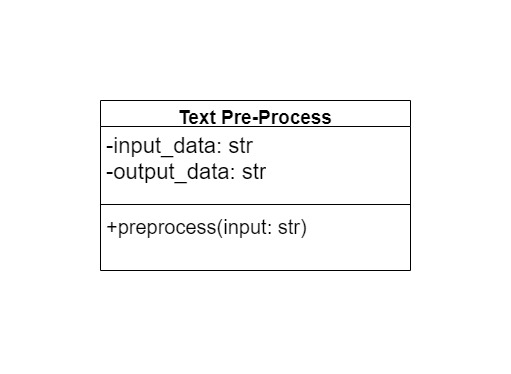 Text Pre-Process
-input_data: str
-output_data: str
+preprocess(input: str)